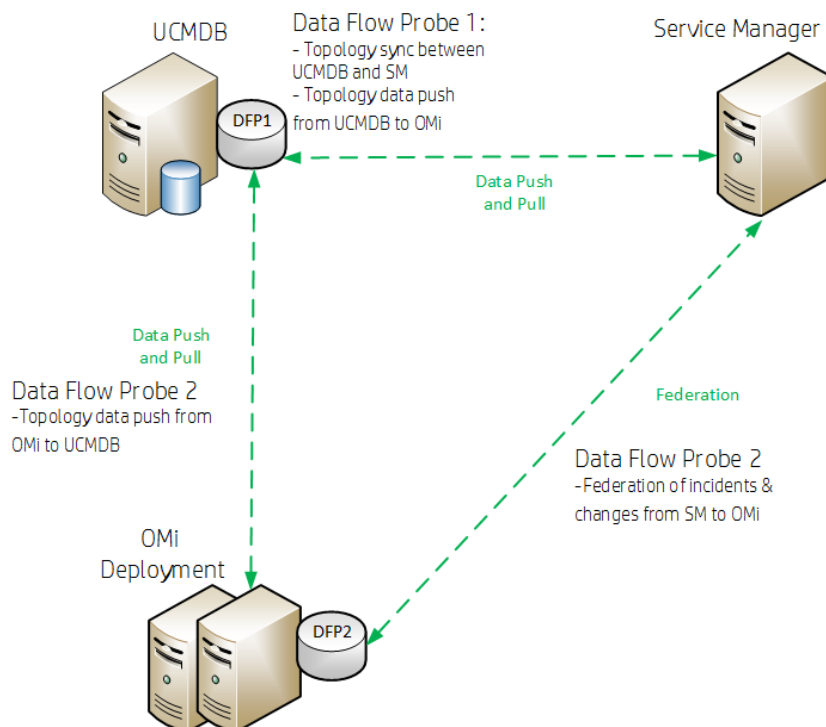 UCMDB
Data Flow Probe 1:
- Topology sync between
UCMDB and SM
- Topology data push
from UCMDB to OMi
Service Manager
DFP1
Data Push
and Pull
Data Push
and Pull
Data Flow Probe 2
-Topology data push from
OMi to UCMDB
Federation
Data Flow Probe 2
-Federation of incidents &
changes from SM to OMi
OMi
Deployment
DFP2